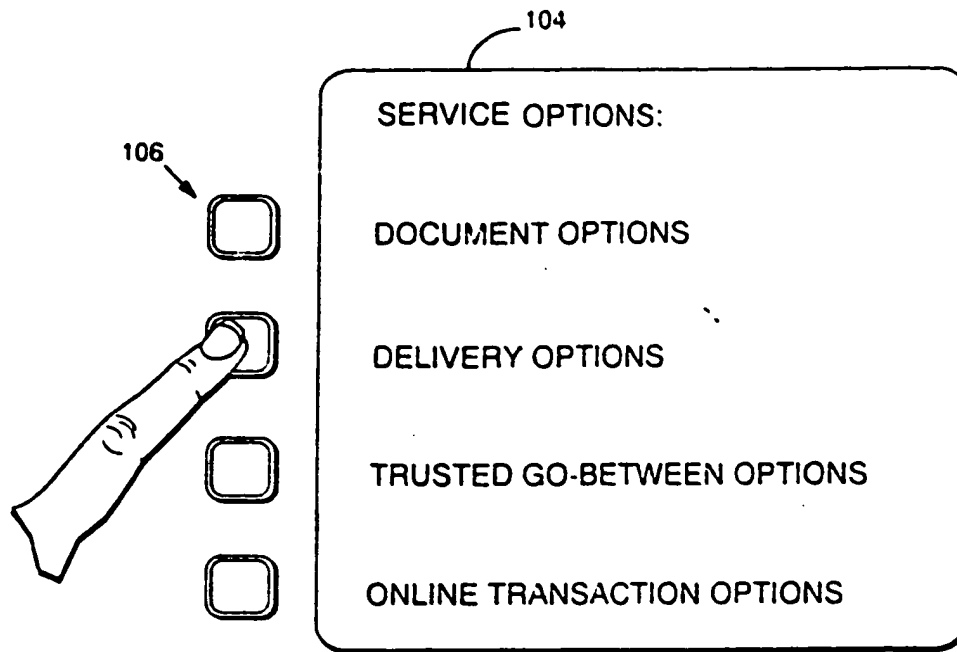 104
SERVICE OPTIONS:
106
DOCUMENT OPTIONS
DELIVERY OPTIONS
TRUSTED GO-BETWEEN OPTIONS
ONLINE TRANSACTION OPTIONS